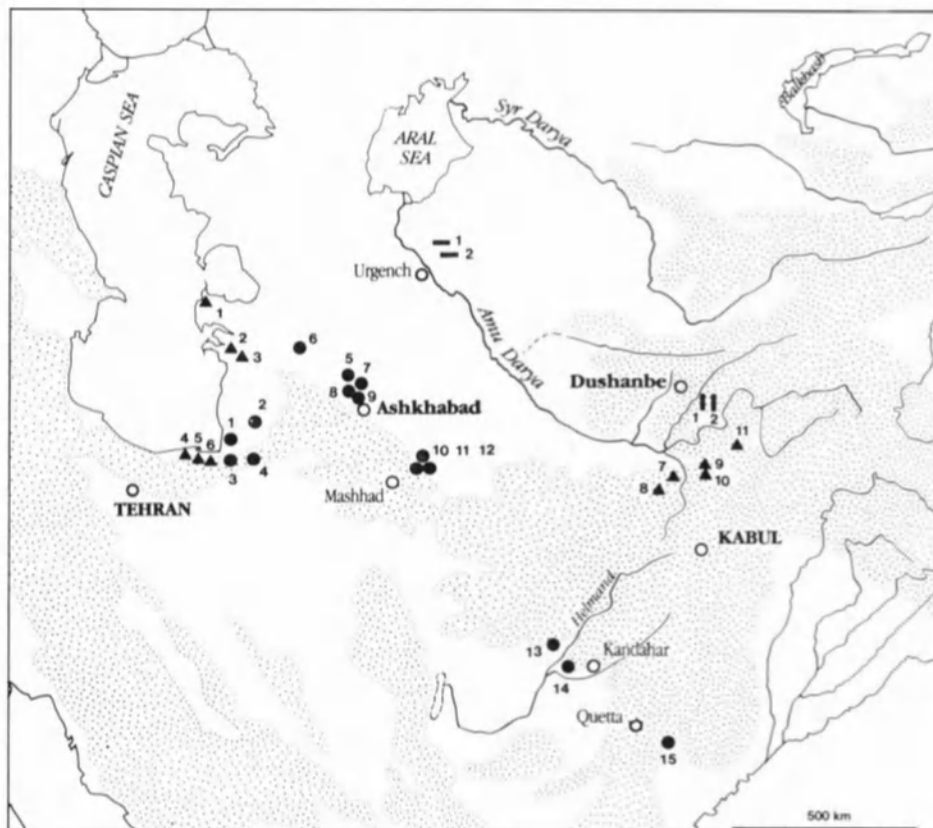 CASPIAN SEA
ARAL
SEA
Syr Darya
Balkhash
1
2
Urgench
1
2
3
6
Amu Darya
5
7
8
9
Ashkhabad
Dushanbe
1
2
11
2
1
4
5
6
3
4
10 11 12
Mashhad
TEHRAN
7
8
9
10
KABUL
Helmand
13
14
Kandahar
Quetta
15
500 km